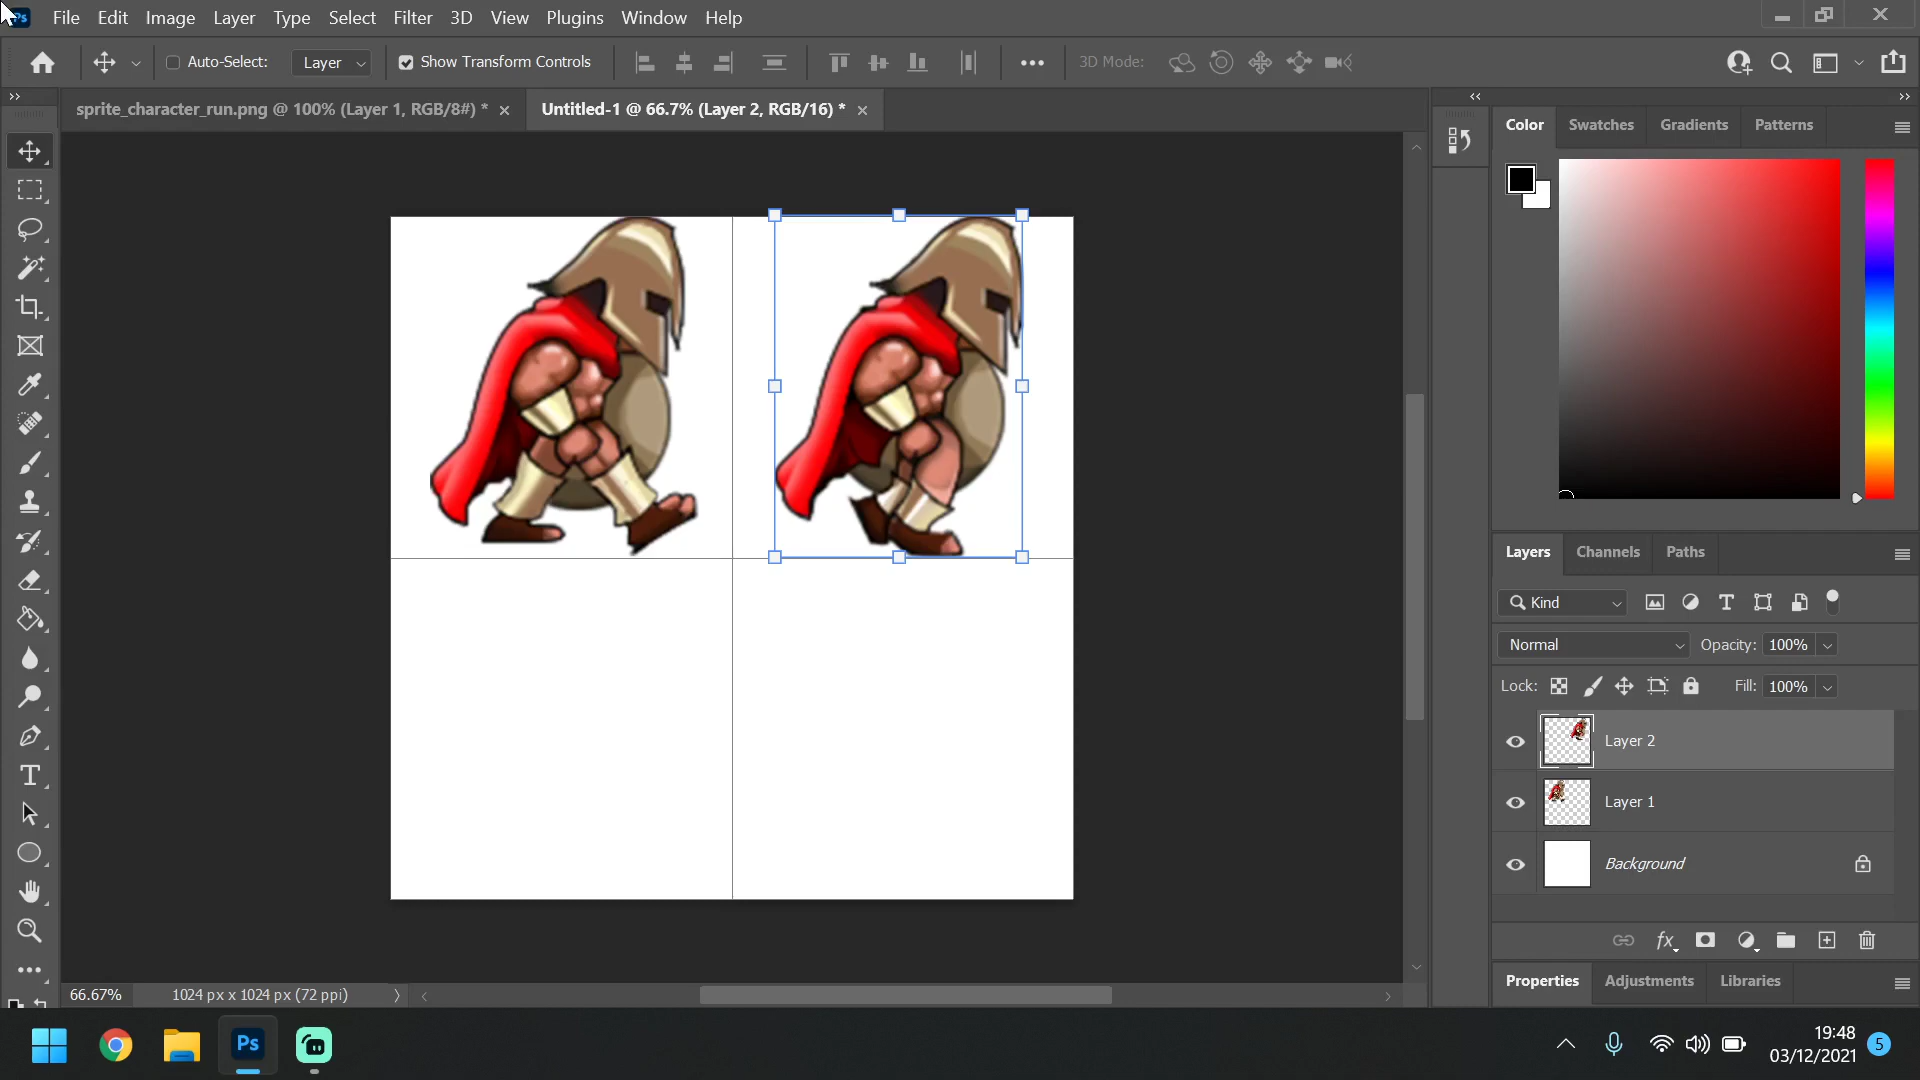 Ps File Edit Image Layer Type Select Filter 3D View Plugins Window Help
Auto-Select: Layer Show Transform Controls 3D Mode:
sprite_character_run.png @ 100% (Layer 1, RGB/8#) * Untitled-1 @ 66.7% (Layer 2, RGB/16) *
Color Swatches Gradients Patterns
Layers Channels Paths
Kind
Normal Opacity: 100%
Lock: Fill: 100%
Layer 2
Layer 1
Background
Properties Adjustments Libraries
66.67% 1024 px x 1024 px (72 ppi)
Ps
19:48
03/12/2021
5